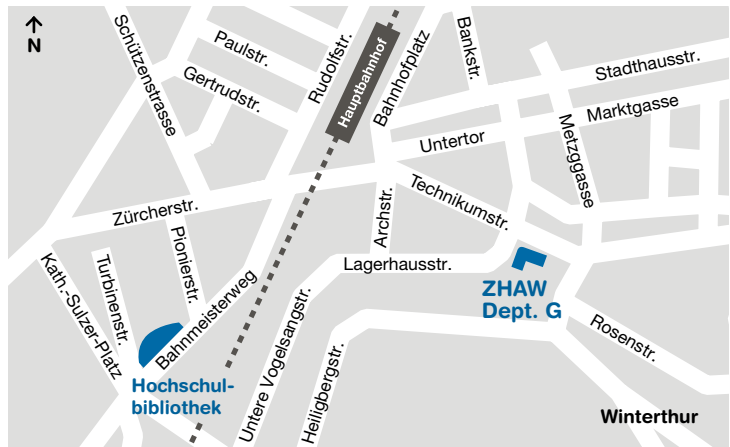 N
Schützenstrasse
Paulstr.
Gertrudstr.
Rudolfstr.
Hauptbahnhof
Bahnhofplatz
Bankstr.
Stadthausstr.
Marktgasse
Untertor
Metzggasse
Technikumstr.
Zürcherstr.
Archstr.
Lagerhausstr.
Pionierstr.
Turbinenstr.
Kath.-Sulzer-Platz
Bahnmeisterweg
Hochschul-
bibliothek
Untere Vogelsangstr.
Heiligbergstr.
ZHAW
Dept. G
Rosenstr.
Winterthur